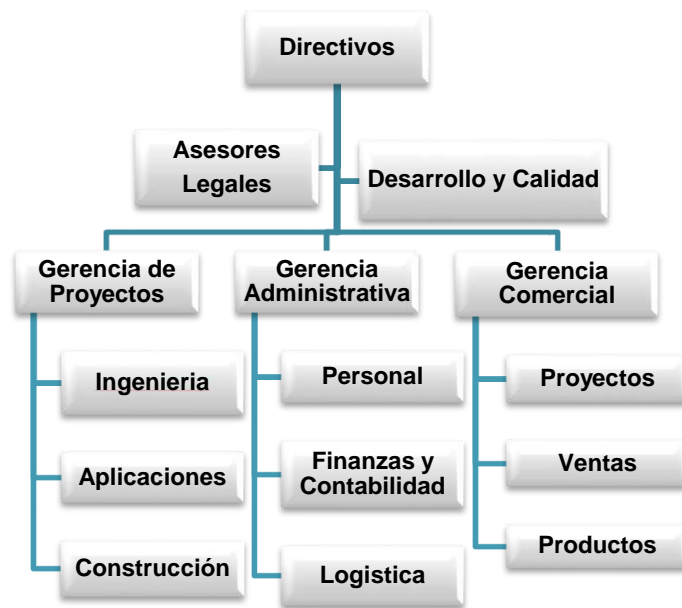 Directivos
Asesores
Legales
Desarrollo y Calidad
Gerencia de
Proyectos
Gerencia
Administrativa
Gerencia
Comercial
Ingenieria
Aplicaciones
Construcción
Personal
Finanzas y
Contabilidad
Logistica
Proyectos
Ventas
Productos